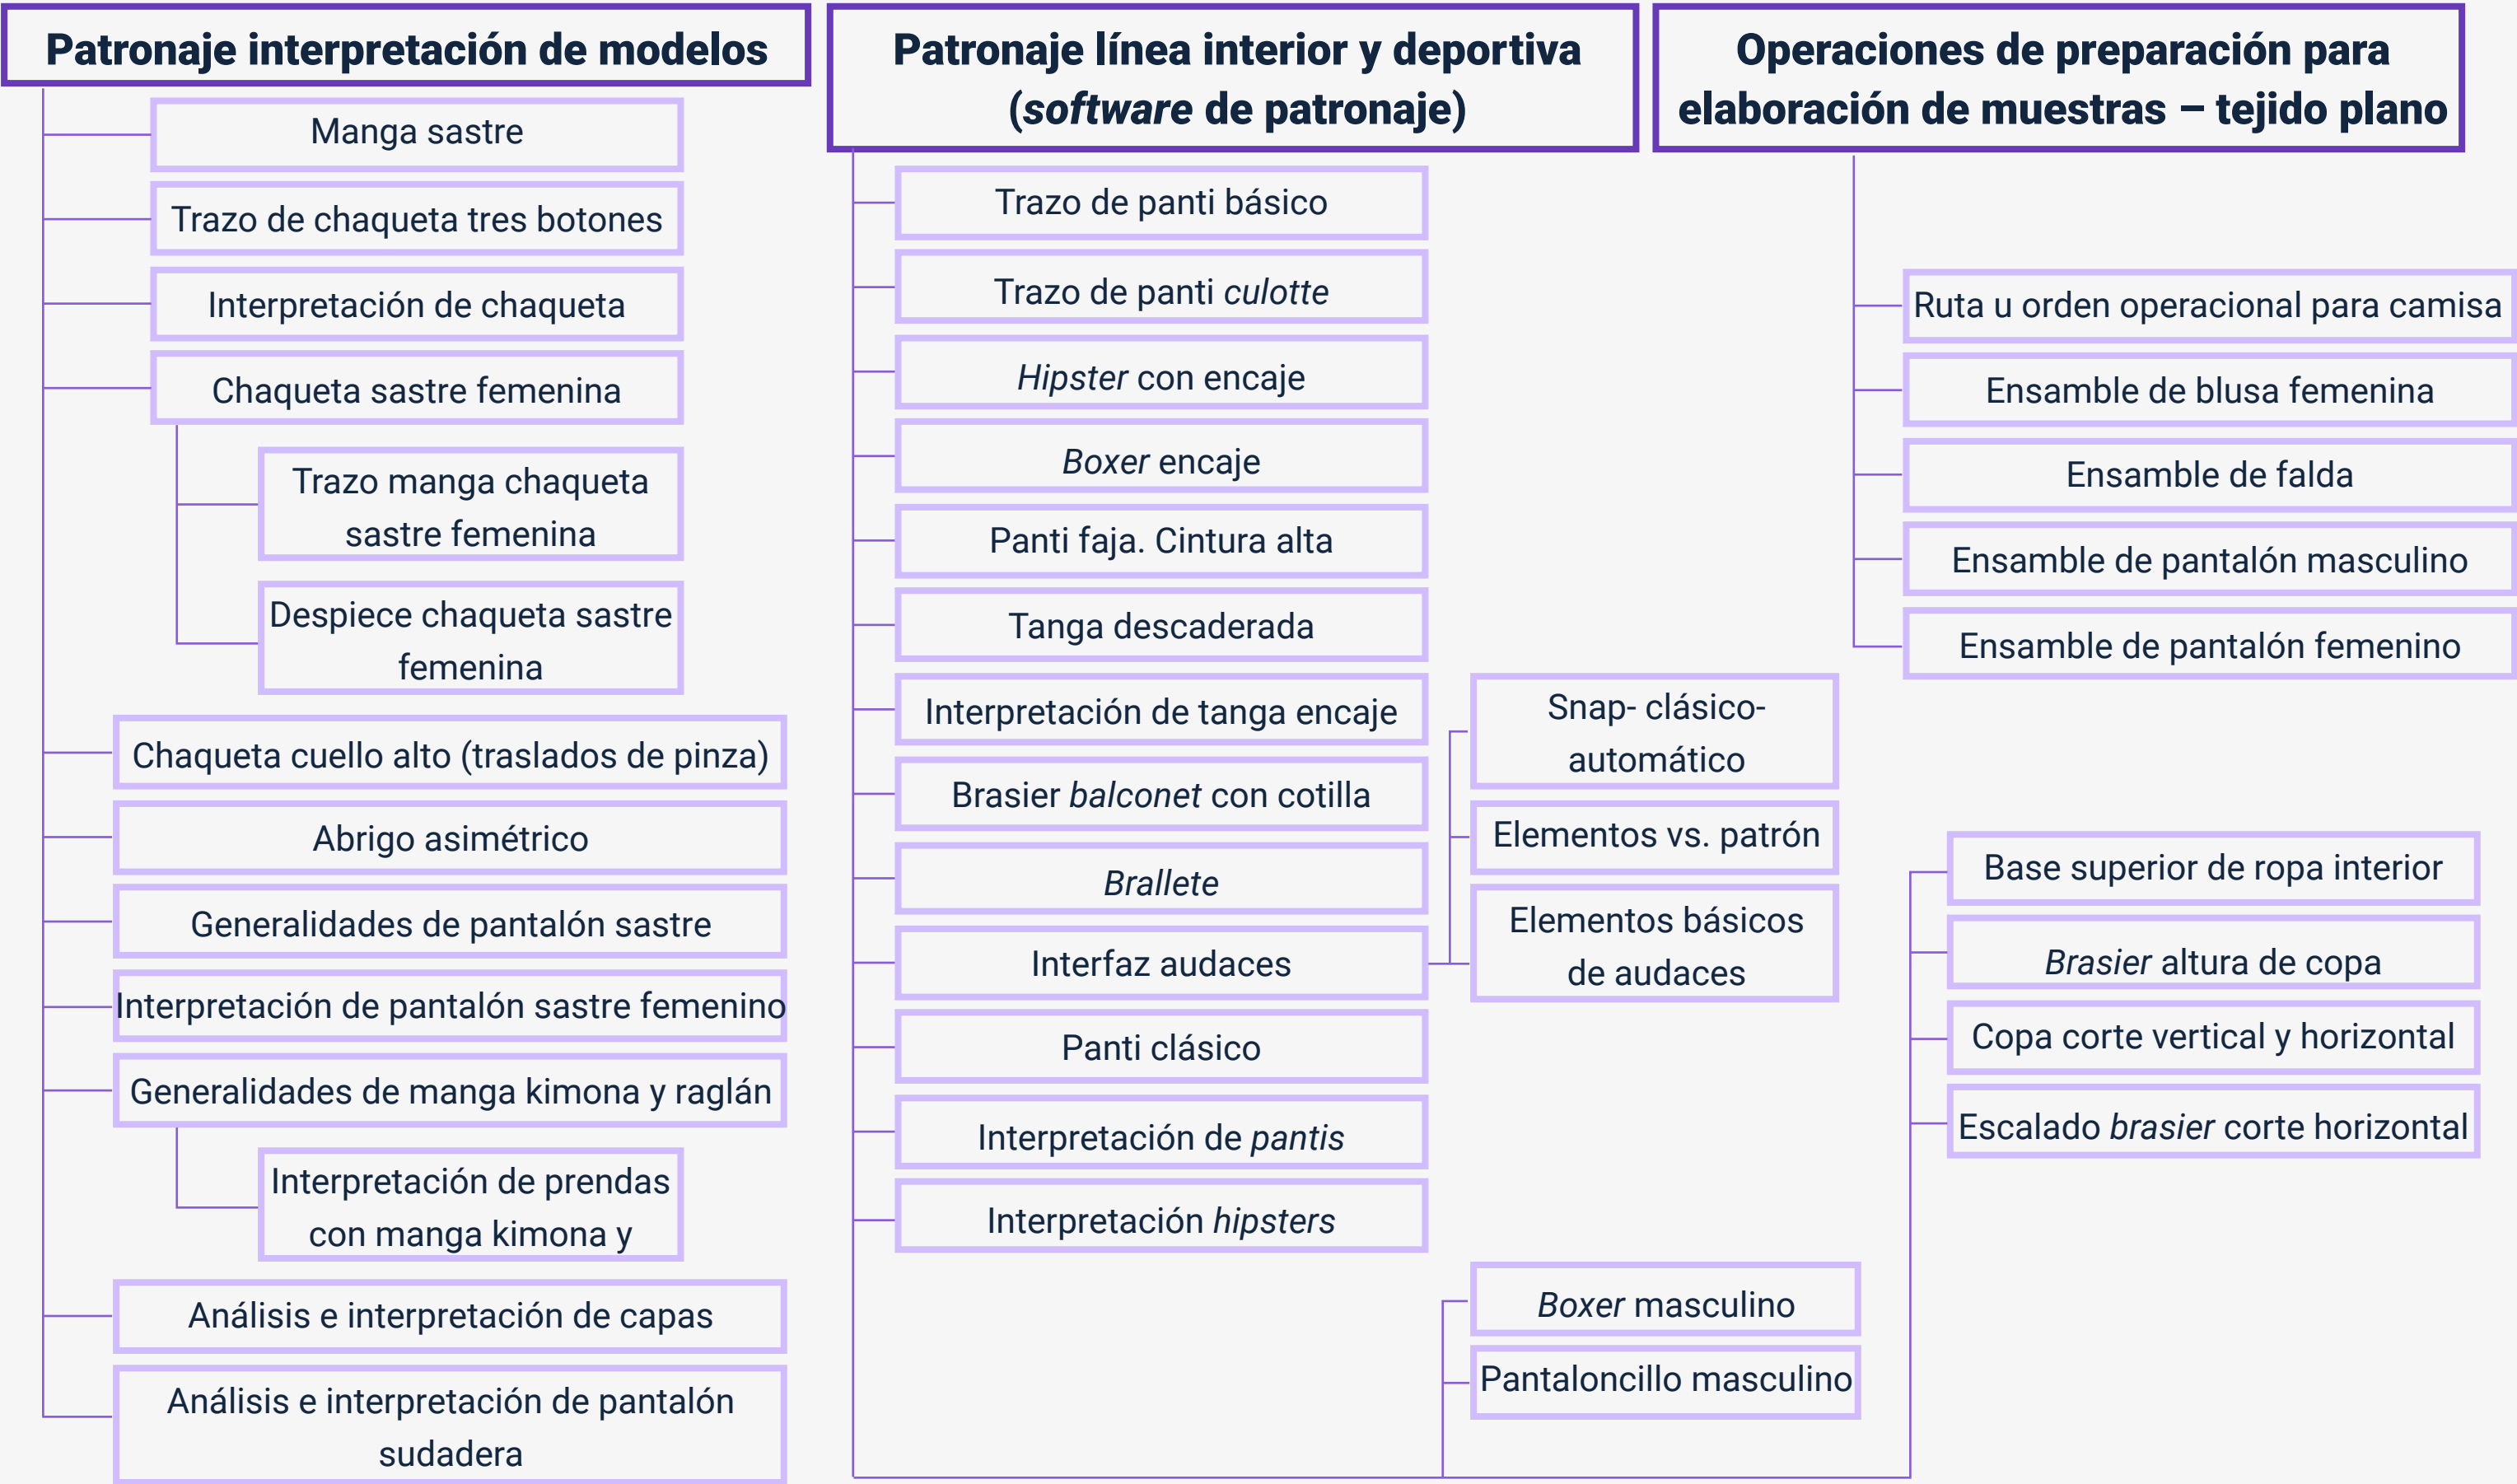 Patronaje interpretación de modelos
Manga sastre
Trazo de chaqueta tres botones
Interpretación de chaqueta
Chaqueta sastre femenina
Trazo manga chaqueta
sastre femenina
Despiece chaqueta sastre
femenina
Chaqueta cuello alto (traslados de pinza)
Abrigo asimétrico
Generalidades de pantalón sastre
Interpretación de pantalón sastre femenino
Generalidades de manga kimona y raglán
Interpretación de prendas
con manga kimona y
Análisis e interpretación de capas
Análisis e interpretación de pantalón
sudadera
Patronaje línea interior y deportiva
(software de patronaje)
Trazo de panti básico
Trazo de panti culotte
Hipster con encaje
Boxer encaje
Panti faja. Cintura alta
Tanga descaderada
Interpretación de tanga encaje
Brasier balconet con cotilla
Brallete
Interfaz audaces
Snap- clásico-
automático
Elementos vs. patrón
Elementos básicos
de audaces
Panti clásico
Interpretación de pantis
Interpretación hipsters
Boxer masculino
Pantaloncillo masculino
Base superior de ropa interior
Brasier altura de copa
Copa corte vertical y horizontal
Escalado brasier corte horizontal
Operaciones de preparación para
elaboración de muestras – tejido plano
Ruta u orden operacional para camisa
Ensamble de blusa femenina
Ensamble de falda
Ensamble de pantalón masculino
Ensamble de pantalón femenino